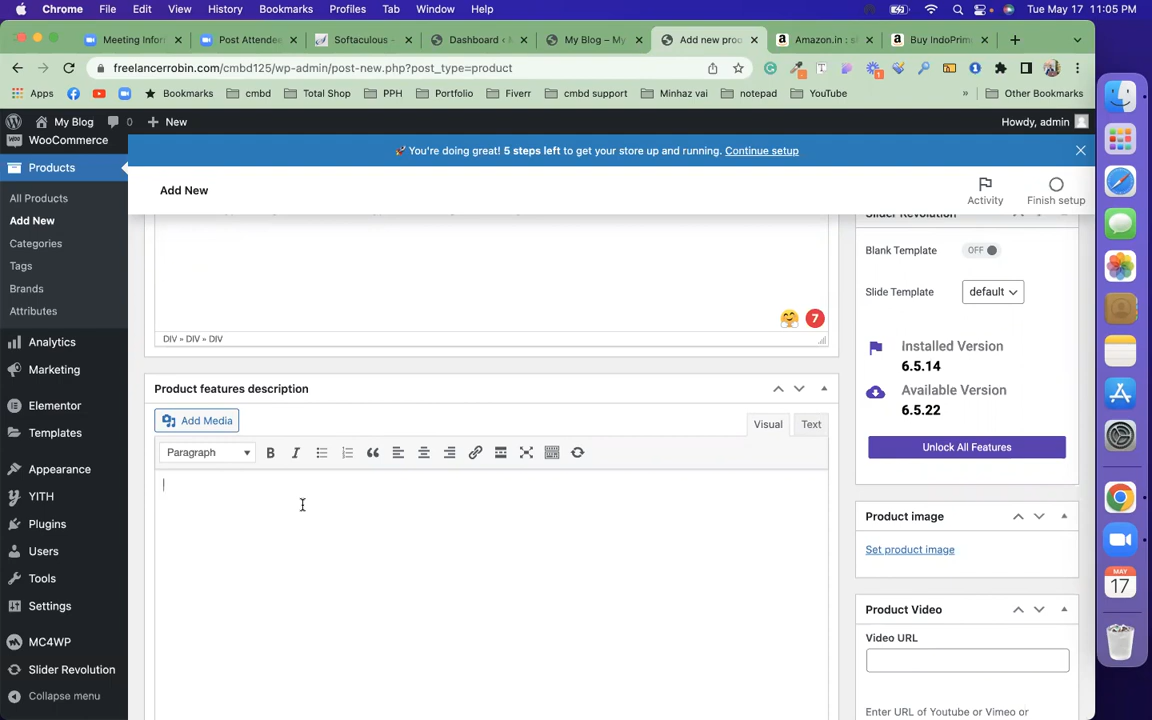 Chrome File Edit View History Bookmarks Profiles Tab Window Help Tue May 17 11:05 PM
Meeting Infor Post Attendee Softaculous - Dashboard ‹ M My Blog – My Add new prod Amazon.in : sh Buy IndoPrim
freelancerrobin.com/cmbd125/wp-admin/post-new.php?post_type=product
Apps Bookmarks cmbd Total Shop PPH Portfolio Fiverr cmbd support Minhaz vai notepad YouTube » Other Bookmarks
My Blog 0 New Howdy, admin
WooCommerce
🚀 You're doing great! 5 steps left to get your store up and running. Continue setup
Products
Add New
Activity
Finish setup
All Products
Add New
Categories
Tags
Brands
Attributes
Analytics
Marketing
Elementor
Templates
Appearance
YITH
Plugins
Users
Tools
Settings
MC4WP
Slider Revolution
Collapse menu
7
DIV » DIV » DIV
Product features description
Add Media
Visual Text
Paragraph
Slider Revolution
Blank Template OFF
Slide Template default
Installed Version
6.5.14
Available Version
6.5.22
Unlock All Features
Product image
Set product image
Product Video
Video URL
Enter URL of Youtube or Vimeo or
MAY
17